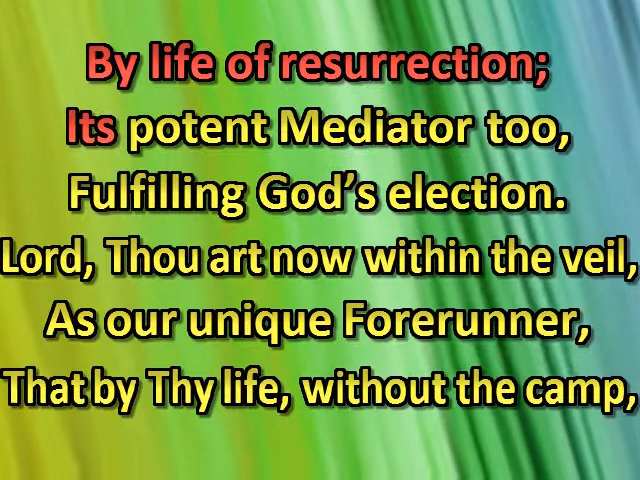 By life of resurrection;
Its potent Mediator too,
Fulfilling God’s election.
Lord, Thou art now within the veil,
As our unique Forerunner,
That by Thy life, without the camp,